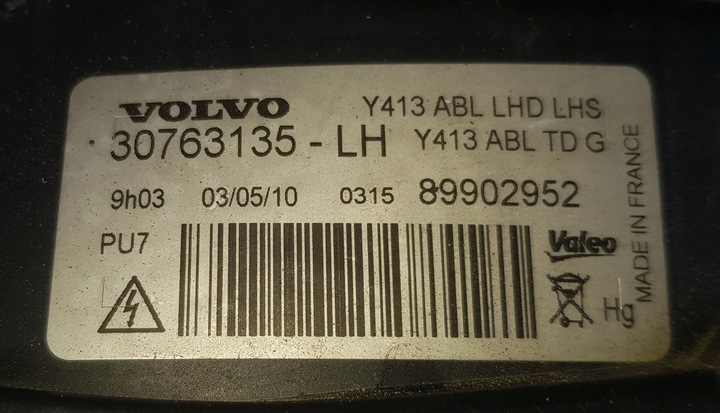 VOLVO Y413 ABL LHD LHS
30763135 - LH Y413 ABL TD G
9h03 03/05/10 0315 89902952
PU7
Valeo
Hg
MADE IN FRANCE